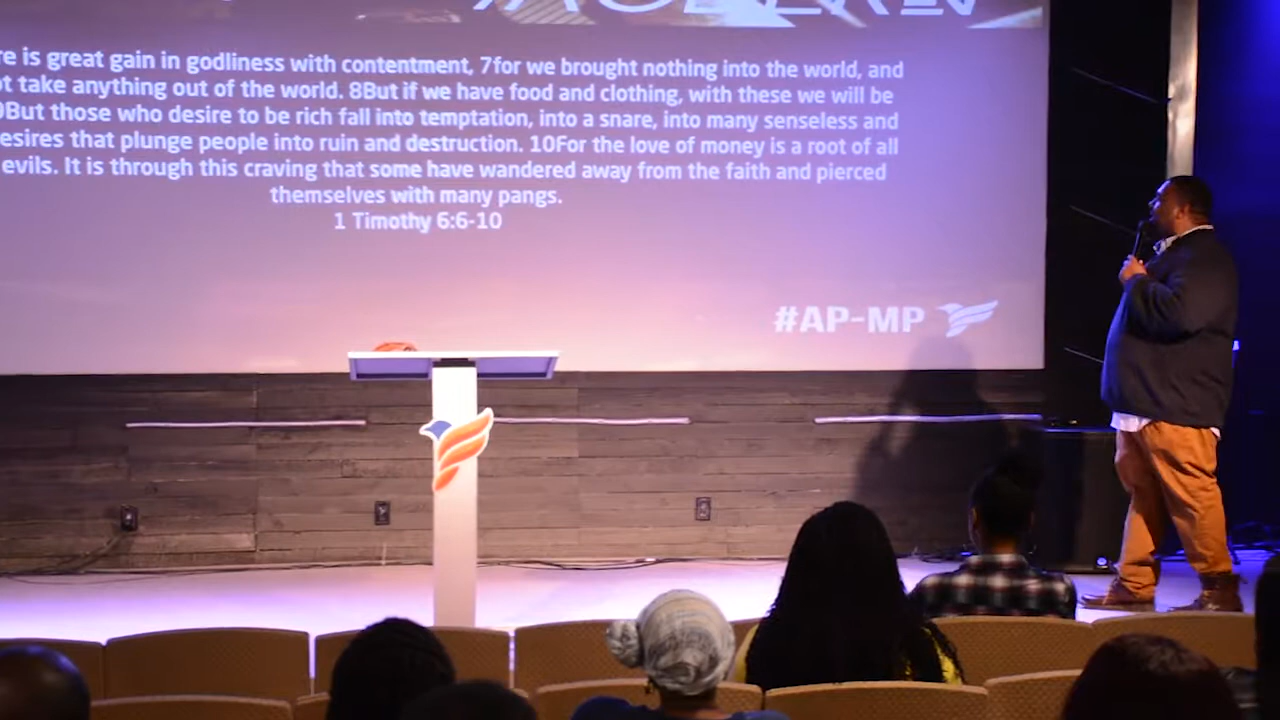 is great gain in godliness with contentment, 7for we brought nothing into the world, and
take anything out of the world. 8But if we have food and clothing, with these we will be
But those who desire to be rich fall into temptation, into a snare, into many senseless and
that plunge people into ruin and destruction. 10For the love of money is a root of all
evils. It is through this craving that some have wandered away from the faith and pierced
themselves with many pangs.
1 Timothy 6:6-10
#AP-MP